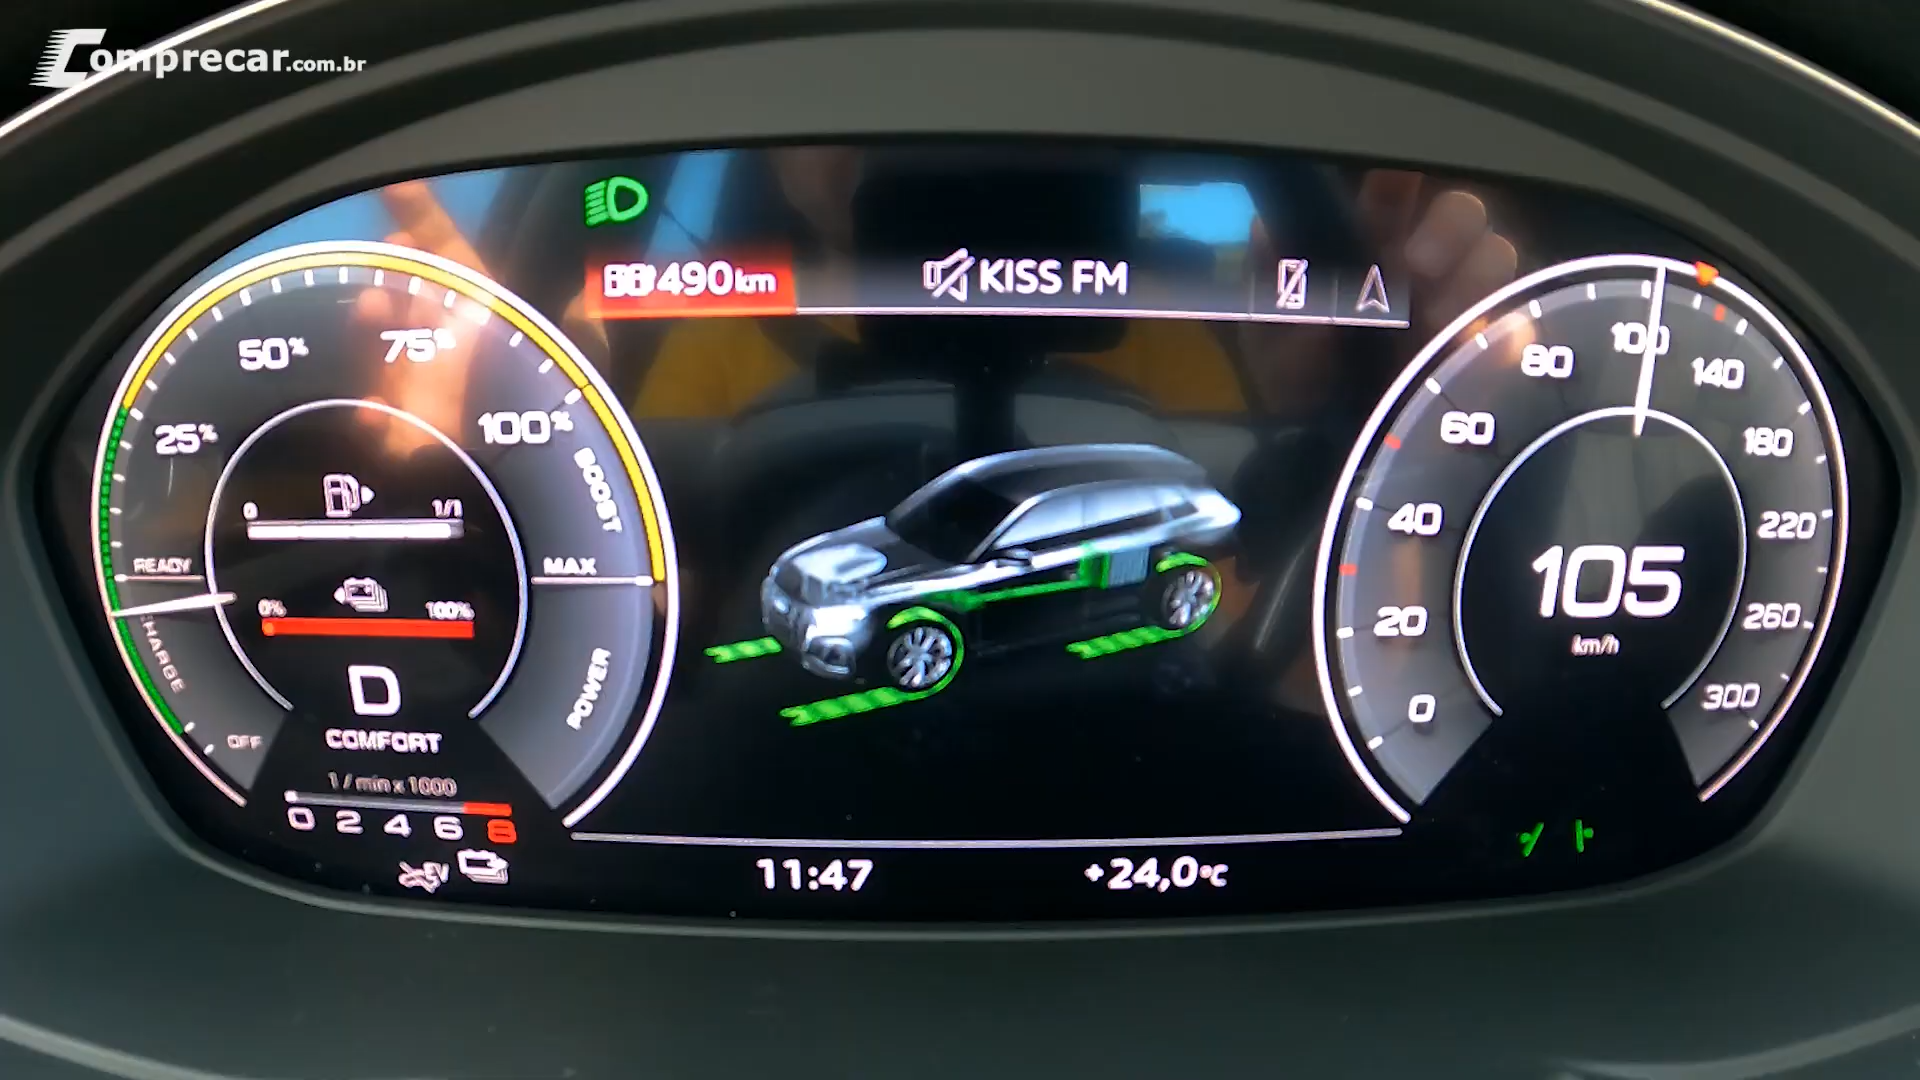 Comprecar.com.br
490km
KISS FM
25%
50%
75%
100%
BOOST
MAX
POWER
READY
CHARGE
OFF
0 1/1
0% 100%
D
COMFORT
1 / min x 1000
0 2 4 6 8
EV
11:47
+24,0°C
0
20
40
60
80
100
140
180
220
260
300
105
km/h